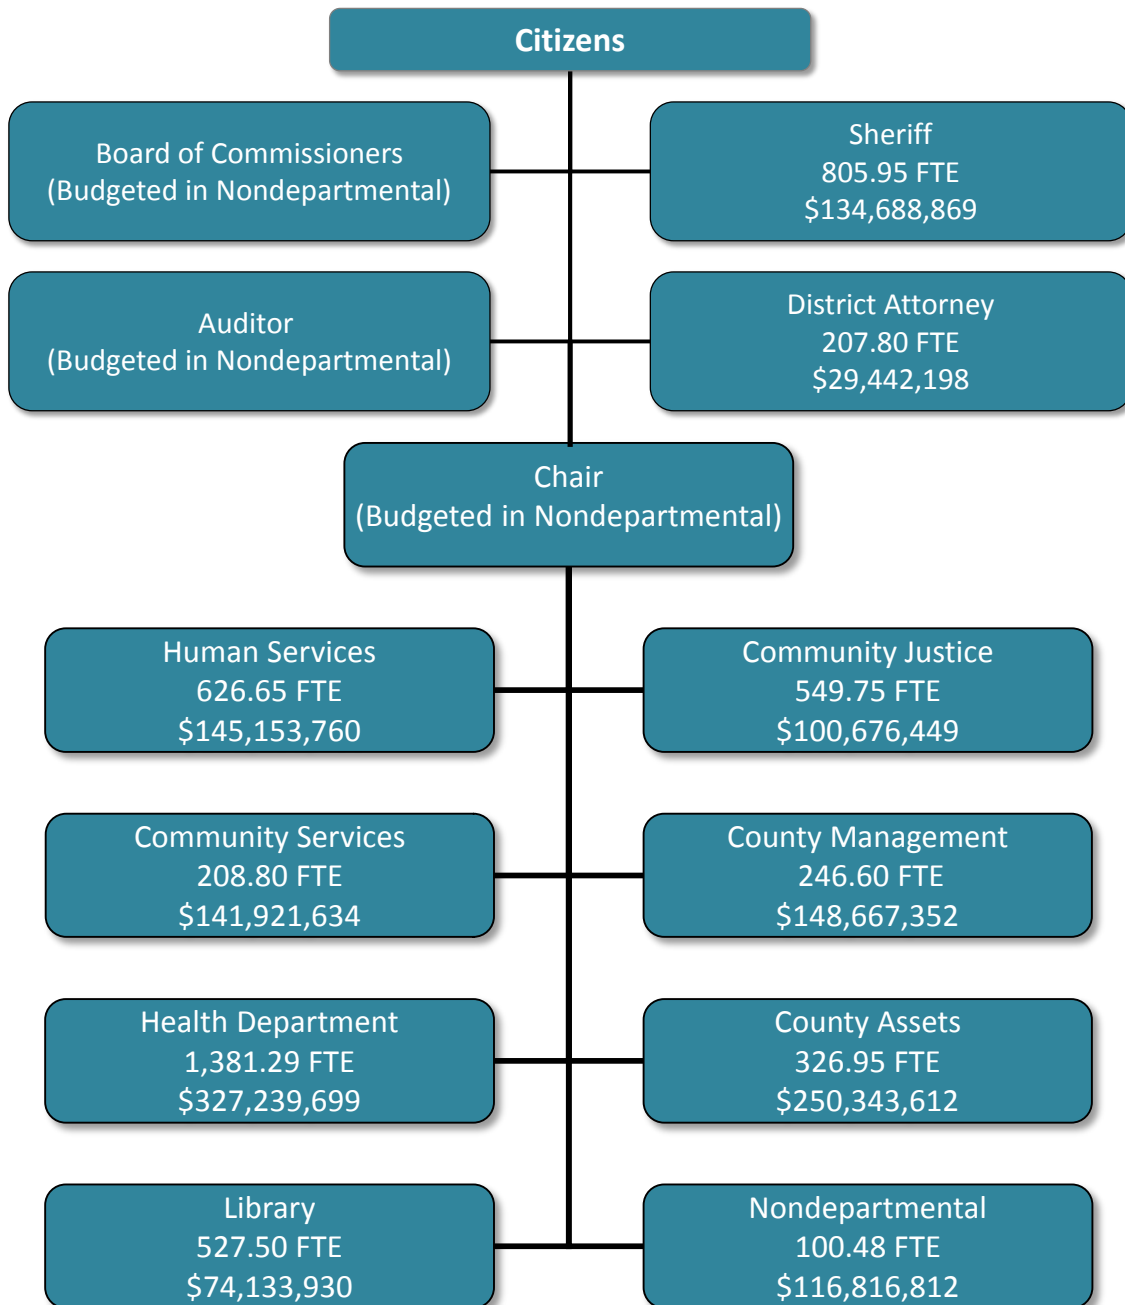 Citizens
Board of Commissioners
(Budgeted in Nondepartmental)
Sheriff
805.95 FTE
$134,688,869
Auditor
(Budgeted in Nondepartmental)
District Attorney
207.80 FTE
$29,442,198
Chair
(Budgeted in Nondepartmental)
Human Services
626.65 FTE
$145,153,760
Community Justice
549.75 FTE
$100,676,449
Community Services
208.80 FTE
$141,921,634
County Management
246.60 FTE
$148,667,352
Health Department
1,381.29 FTE
$327,239,699
County Assets
326.95 FTE
$250,343,612
Library
527.50 FTE
$74,133,930
Nondepartmental
100.48 FTE
$116,816,812